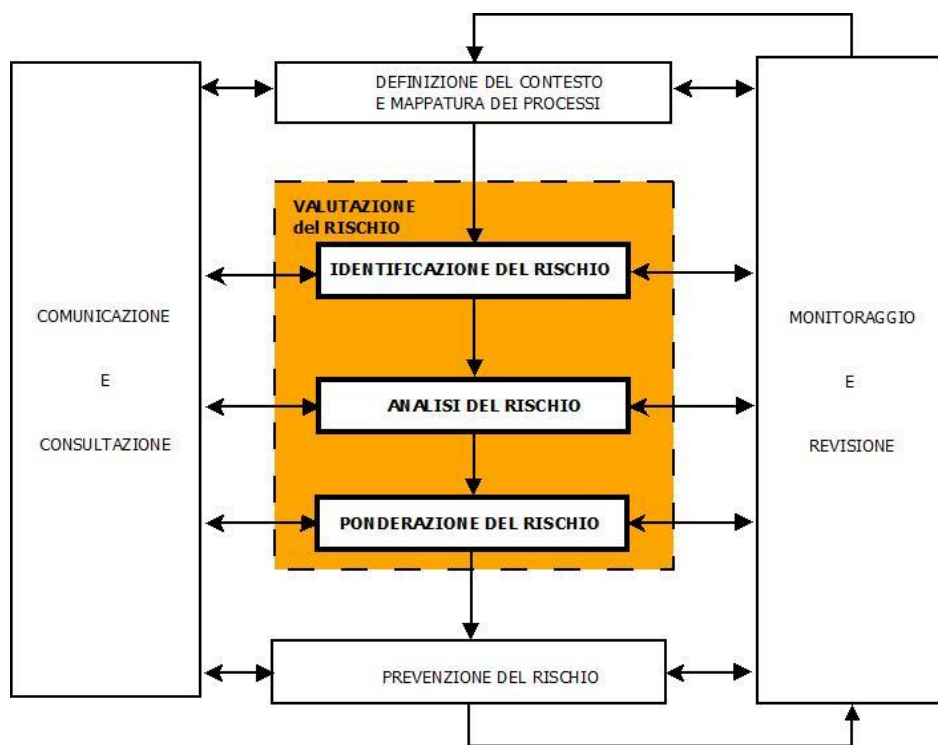 DEFINIZIONE DEL CONTESTO
E MAPPATURA DEI PROCESSI
VALUTAZIONE
del RISCHIO
IDENTIFICAZIONE DEL RISCHIO
COMUNICAZIONE
E
CONSULTAZIONE
ANALISI DEL RISCHIO
MONITORAGGIO
E
REVISIONE
PONDERAZIONE DEL RISCHIO
PREVENZIONE DEL RISCHIO